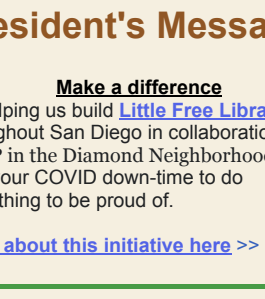 esident's Messa
Make a difference
lping us build Little Free Libra
ghout San Diego in collaboratio
in the Diamond Neighborhood
our COVID down-time to do
thing to be proud of.
about this initiative here >>